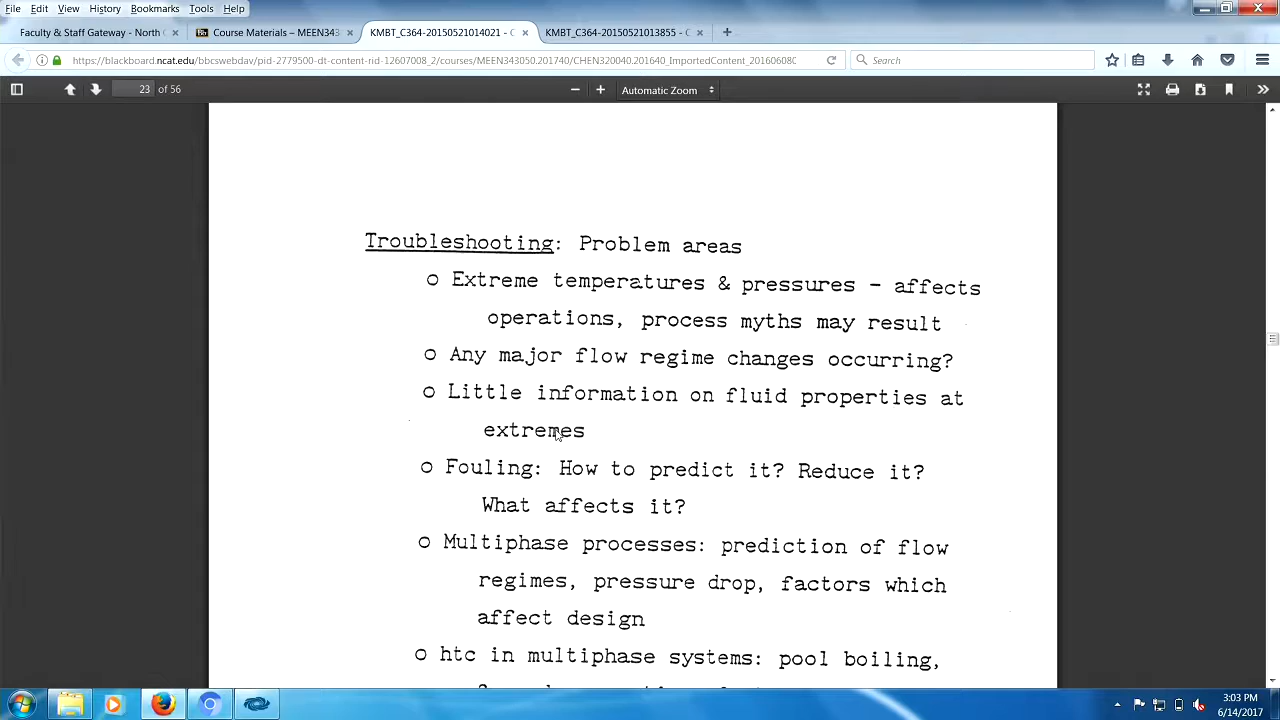 File Edit View History Bookmarks Tools Help
Faculty & Staff Gateway - North C
Course Materials – MEEN343
KMBT_C364-20150521014021 - C
KMBT_C364-20150521013855 - C
https://blackboard.ncat.edu/bbcswebdav/pid-2779500-dt-content-rid-12607008_2/courses/MEEN343050.201740/CHEN320040.201640_ImportedContent_201606080
Search
23 of 56
Automatic Zoom
Troubleshooting: Problem areas
o Extreme temperatures & pressures - affects
operations, process myths may result
o Any major flow regime changes occurring?
o Little information on fluid properties at
extremes
o Fouling: How to predict it? Reduce it?
What affects it?
o Multiphase processes: prediction of flow
regimes, pressure drop, factors which
affect design
o htc in multiphase systems: pool boiling,
3:03 PM
6/14/2017